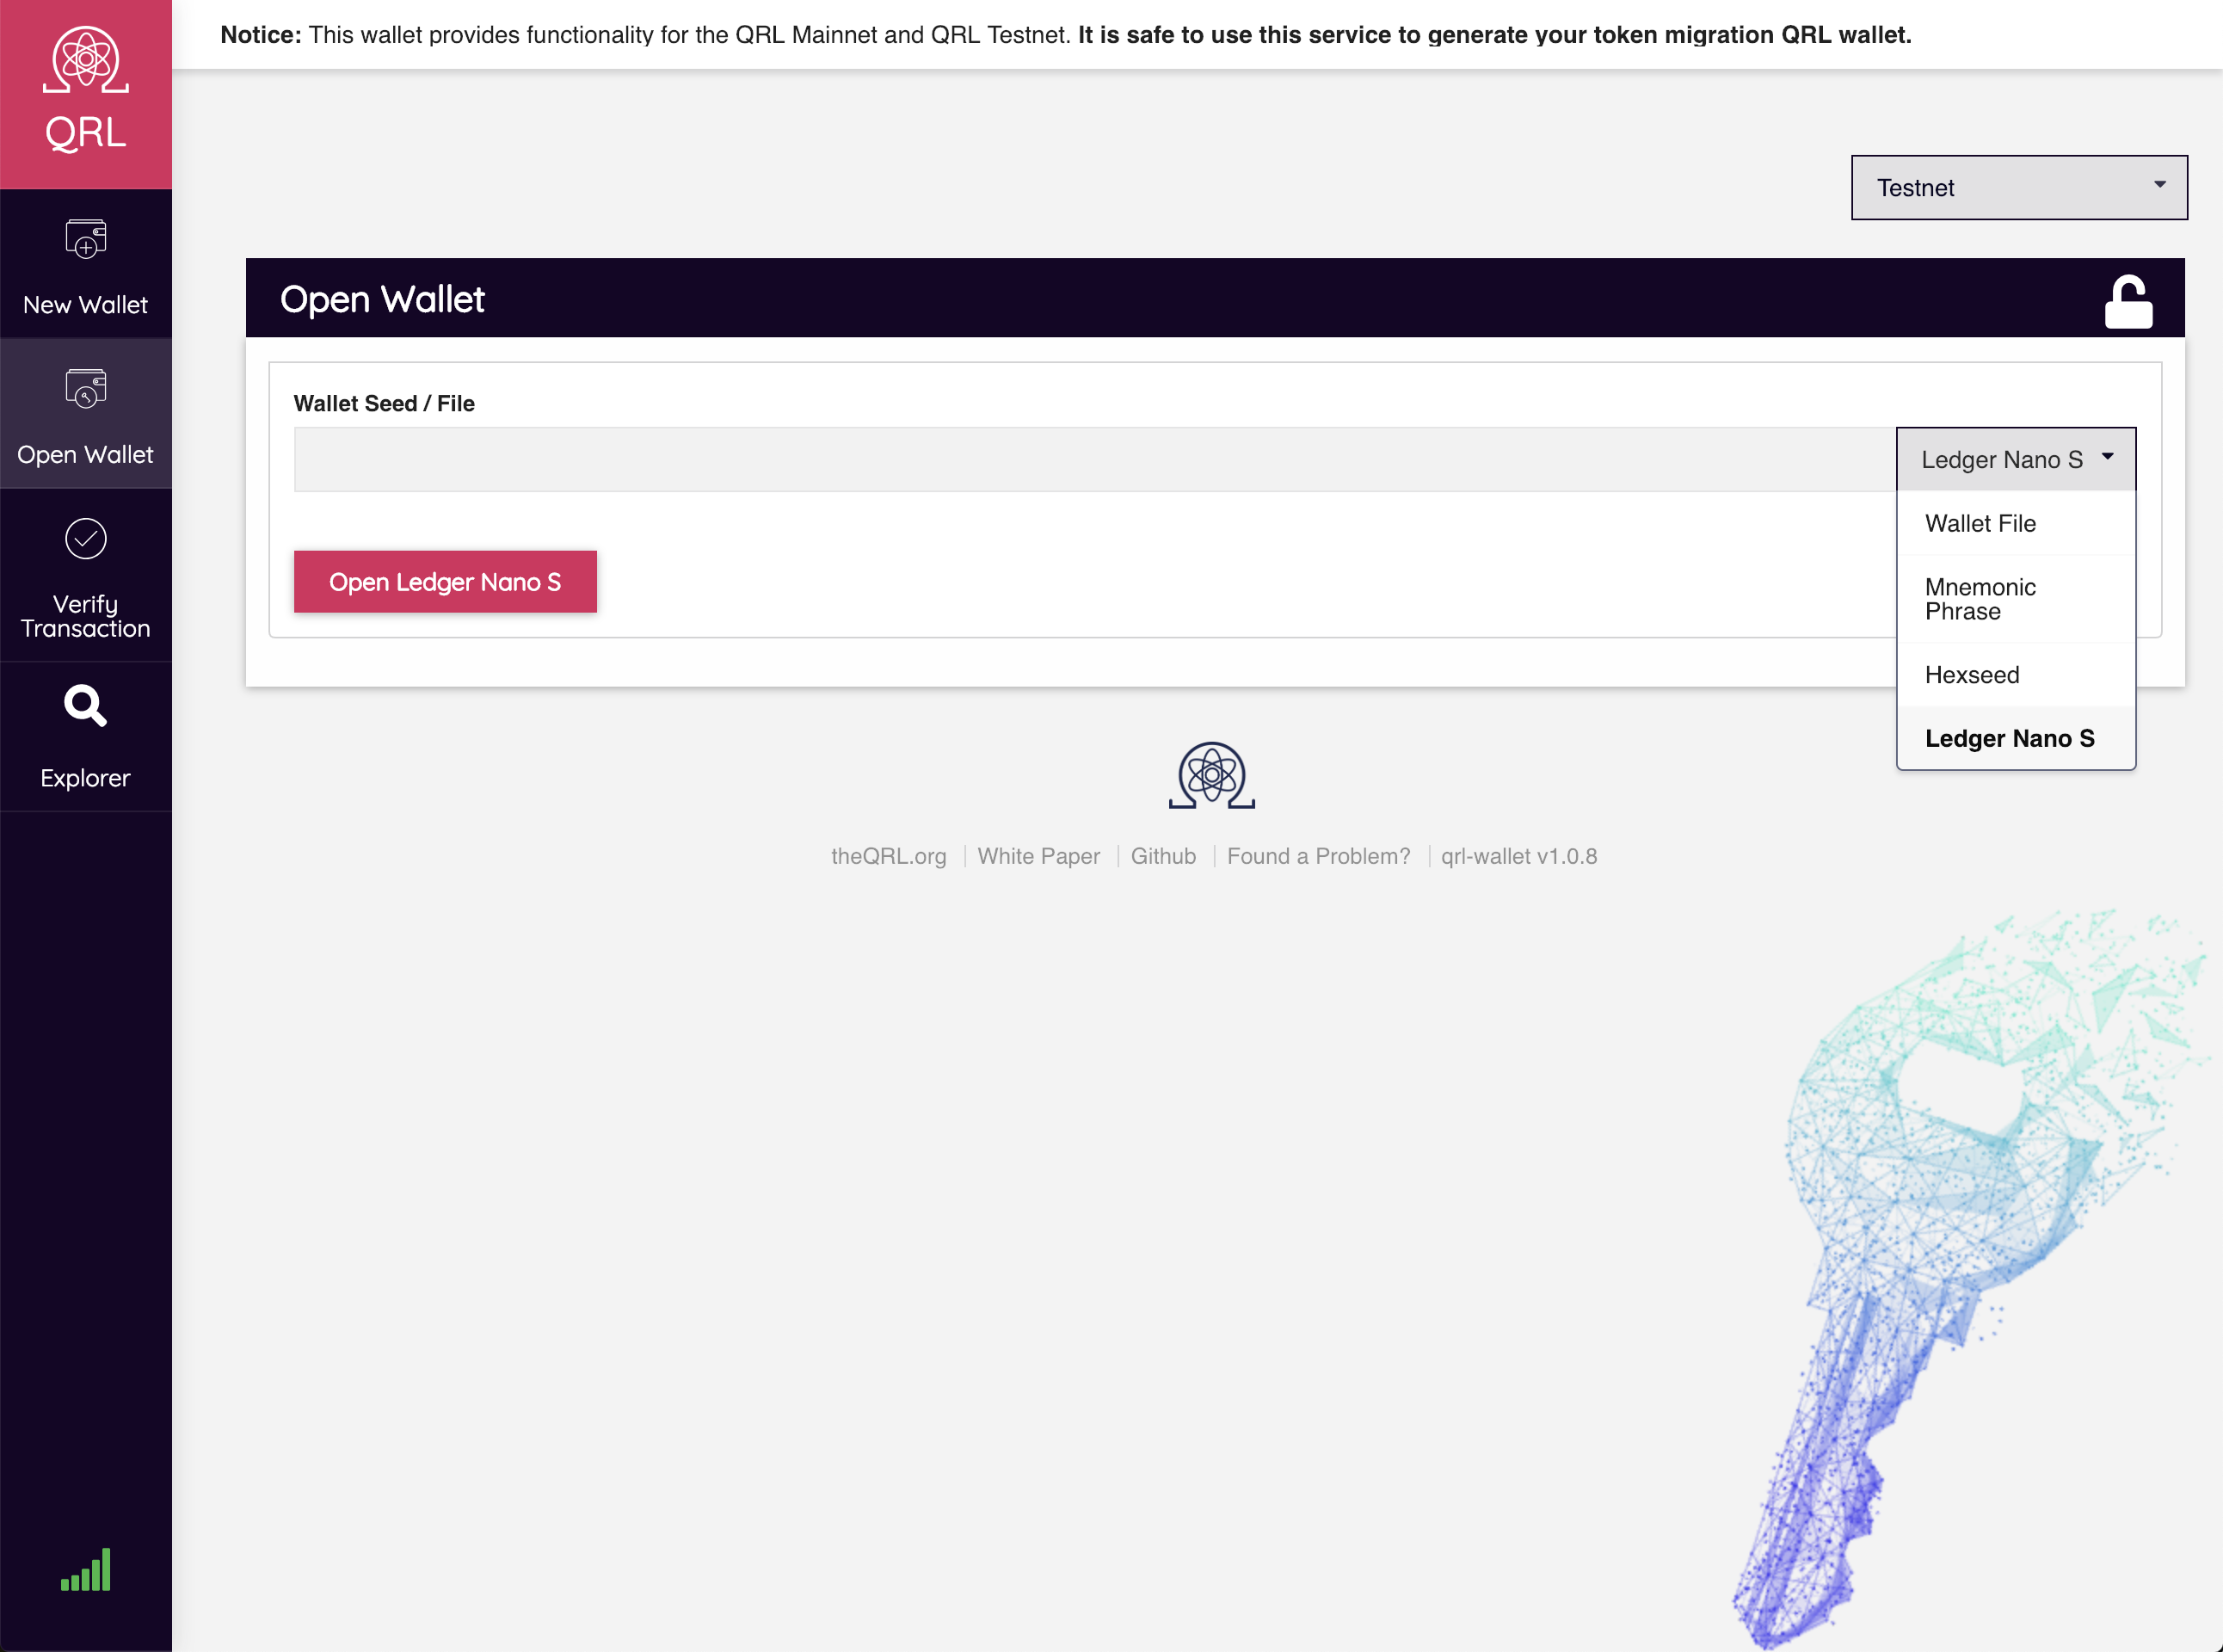 Notice: This wallet provides functionality for the QRL Mainnet and QRL Testnet. It is safe to use this service to generate your token migration QRL wallet.
QRL
New Wallet
Open Wallet
Verify
Transaction
Explorer
Testnet
Open Wallet
Wallet Seed / File
Ledger Nano S
Wallet File
Mnemonic
Phrase
Hexseed
Ledger Nano S
Open Ledger Nano S
theQRL.org White Paper Github Found a Problem? qrl-wallet v1.0.8